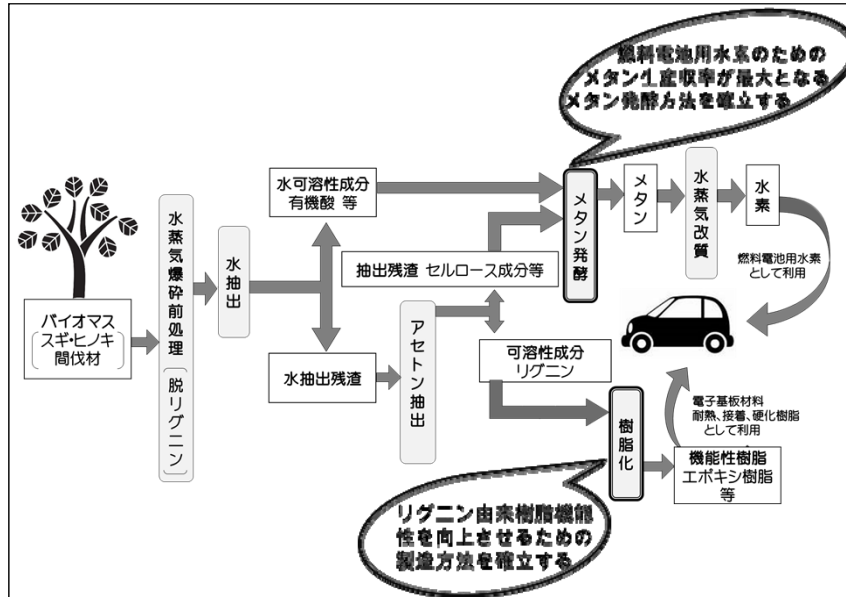 燃料電池用水素のための
メタン生産収率が最大となる
メタン発酵方法を確立する
バイオマス
スギ・ヒノキ
間伐材
水蒸気爆砕前処理
脱リグニン
水抽出
水可溶性成分
有機酸 等
水抽出残渣
アセトン抽出
抽出残渣 セルロース成分等
可溶性成分
リグニン
メタン発酵
メタン
水蒸気改質
水素
燃料電池用水素
として利用
樹脂化
電子基板材料
耐熱、接着、硬化樹脂
として利用
機能性樹脂
エポキシ樹脂
等
リグニン由来樹脂機能
性を向上させるための
製造方法を確立する